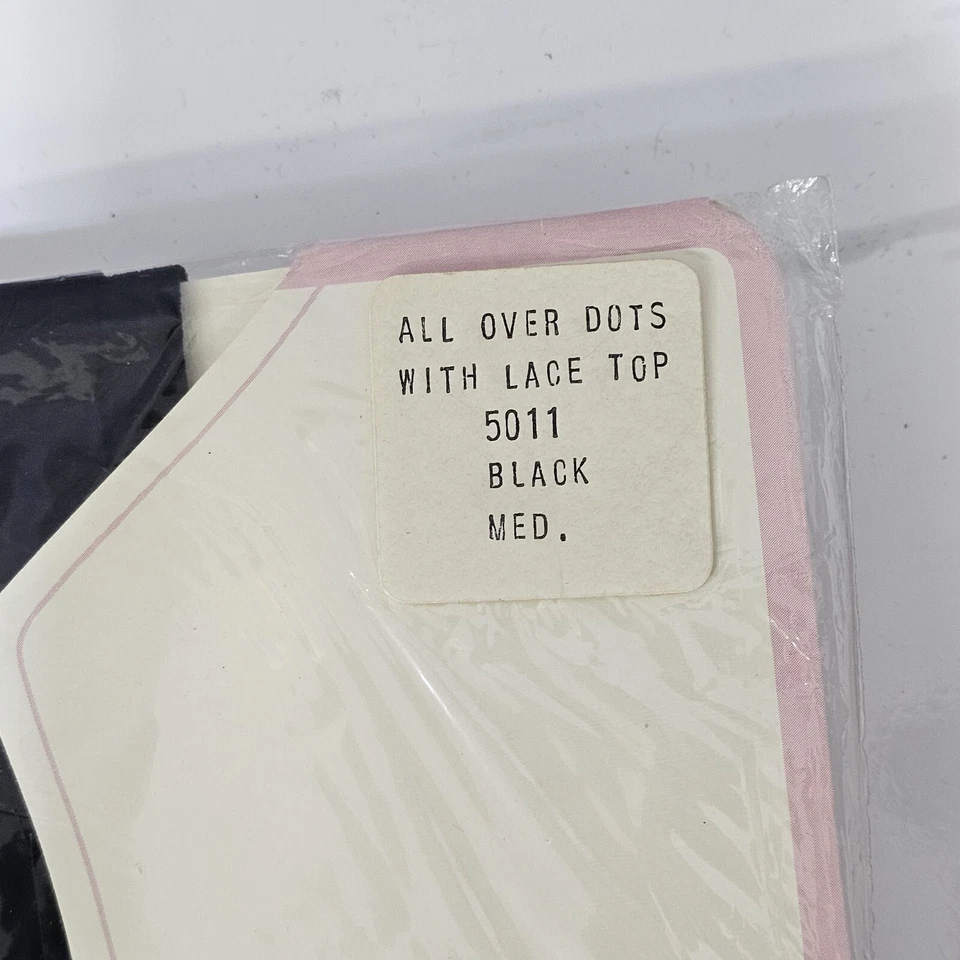 ALL OVER DOTS
WITH LACE TOP
5011
BLACK
MED.